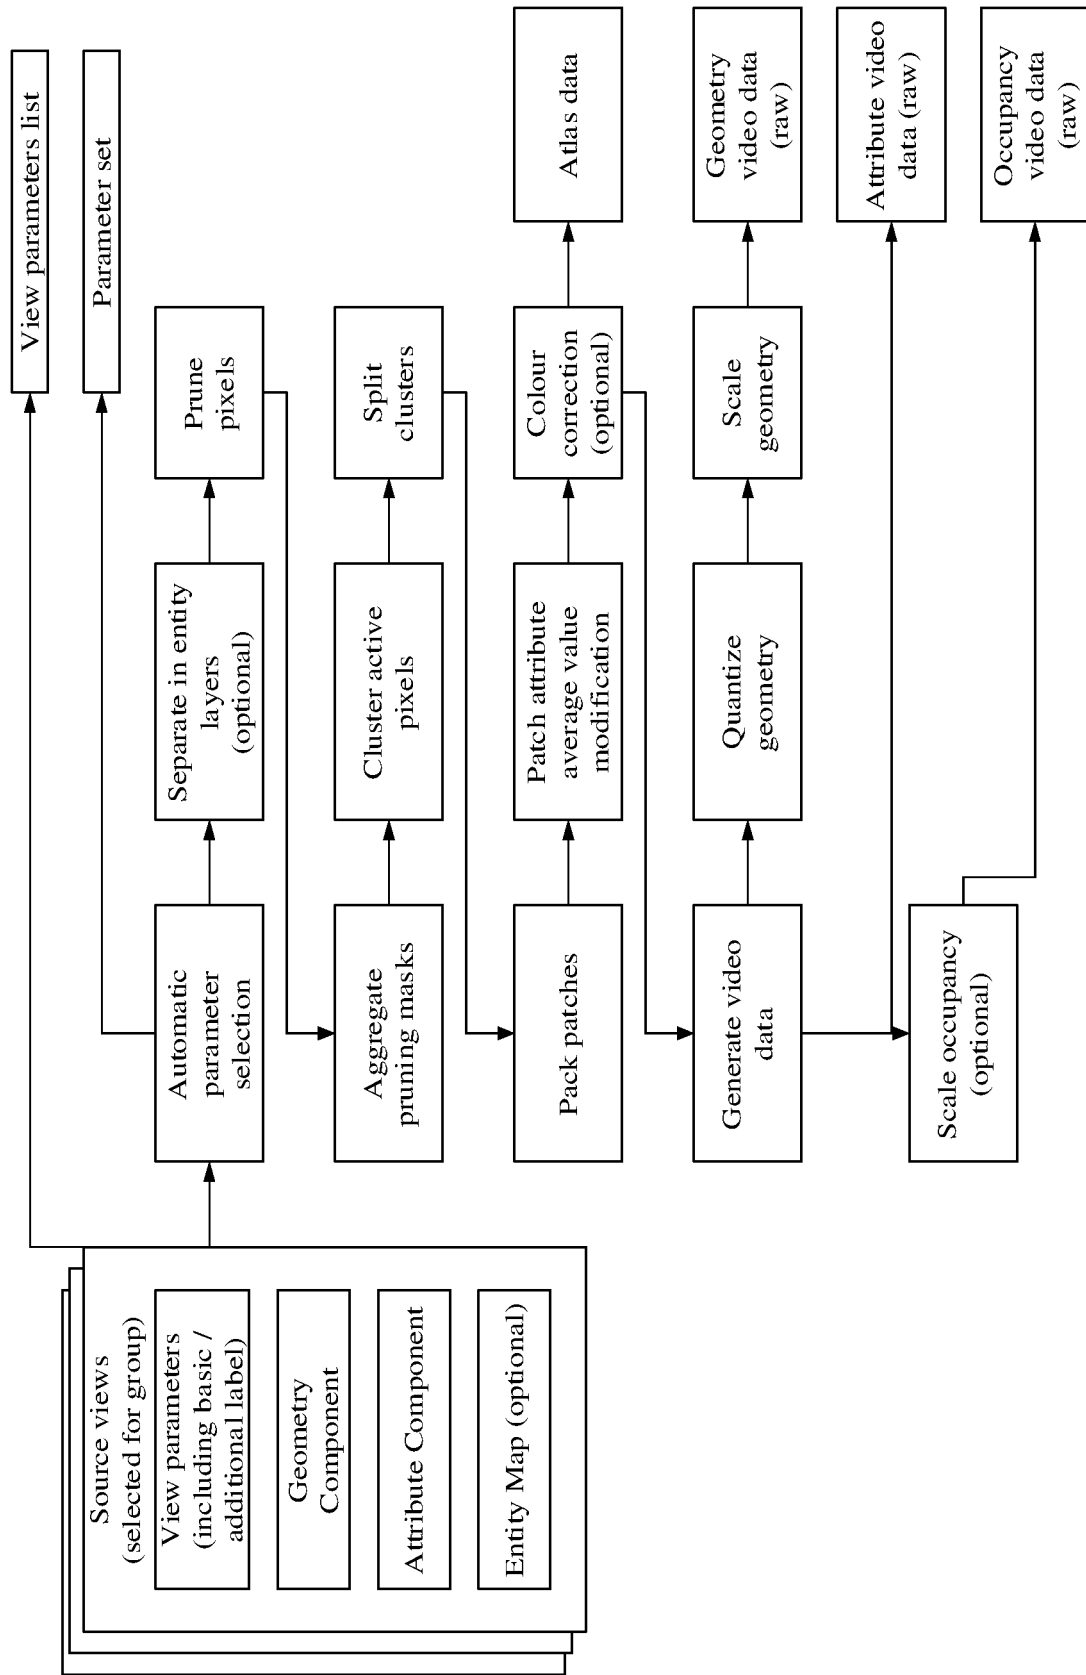 Source views
(selected for group)
View parameters
(including basic /
additional label)
Geometry
Component
Attribute Component
Entity Map (optional)
View parameters list
Parameter set
Automatic
parameter
selection
Separate in entity
layers
(optional)
Prune
pixels
Aggregate
pruning masks
Cluster active
pixels
Split
clusters
Pack patches
Patch attribute
average value
modification
Colour
correction
(optional)
Atlas data
Generate video
data
Quantize
geometry
Scale
geometry
Geometry
video data
(raw)
Attribute video
data (raw)
Scale occupancy
(optional)
Occupancy
video data
(raw)